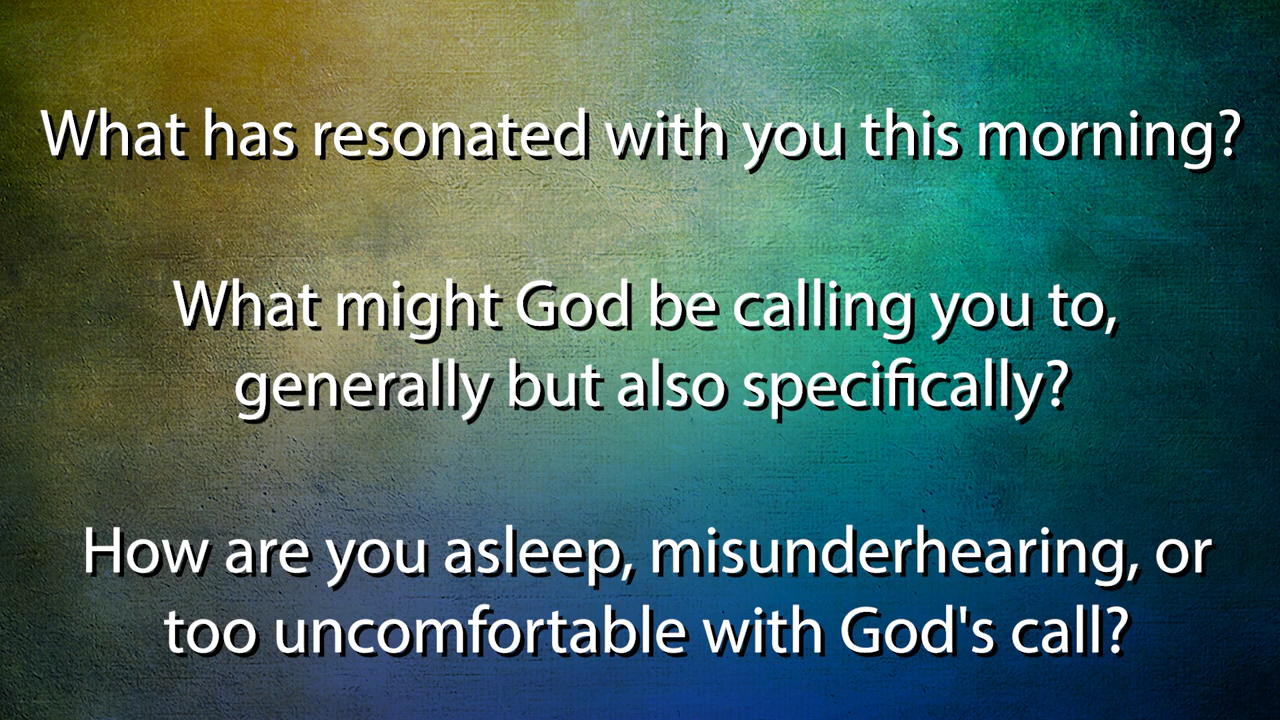 What has resonated with you this morning?
What might God be calling you to,
generally but also specifically?
How are you asleep, misunderhearing, or
too uncomfortable with God's call?